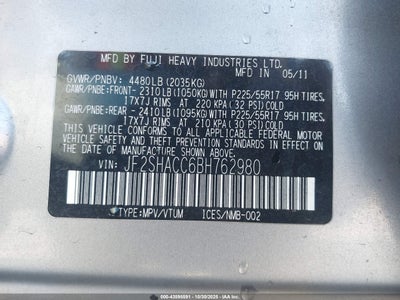 MFD BY FUJI HEAVY INDUSTRIES LTD. 05/11
GVWR/PNBV: 4480LB (2035KG)
GAWR/PNBE:FRONT- 2310LB(1050KG)WITH P225/55R17 95H TIRES,
17X7J RIMS AT 220 KPA( 32 PSI)COLD
GAWR/PNBE:REAR - 2410LB(1095KG)WITH P225/55R17 95H TIRES,
17X7J RIMS AT 210 KPA( 30 PSI)COLD
THIS VEHICLE CONFORMS TO ALL APPLICABLE FEDERAL MOTOR
VEHICLE SAFETY AND THEFT PREVENTION STANDARDS IN
EFFECT ON THE DATE OF MANUFACTURE SHOWN ABOVE.
VIN: JF2SHACC6BH762980
TYPE:MPV/VTUM ICES/NMB-002